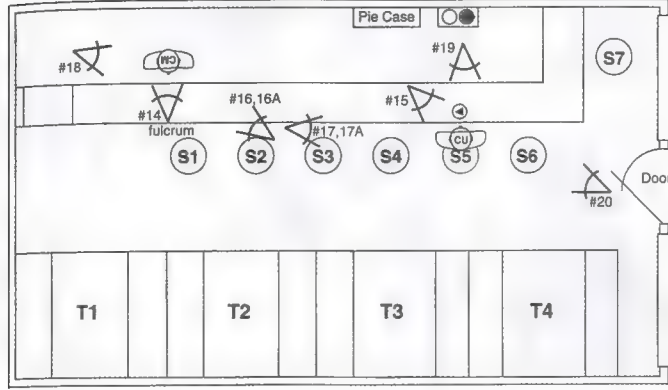 Pie Case
#18
CM
#19
S7
#14
fulcrum
#16,16A
#15
#17,17A
CU
S1
S2
S3
S4
S5
S6
#20
Door
T1
T2
T3
T4